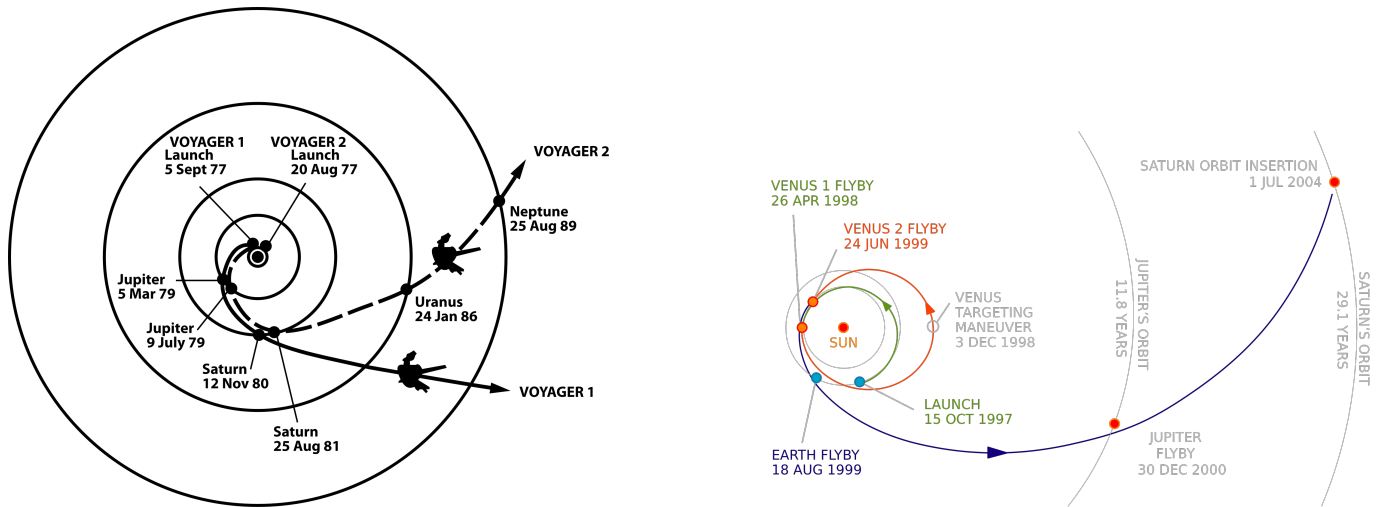 VOYAGER 1
Launch
5 Sept 77
VOYAGER 2
Launch
20 Aug 77
VOYAGER 2
Neptune
25 Aug 89
Jupiter
5 Mar 79
Uranus
24 Jan 86
Jupiter
9 July 79
Saturn
12 Nov 80
VOYAGER 1
Saturn
25 Aug 81
SATURN ORBIT INSERTION
1 JUL 2004
VENUS 1 FLYBY
26 APR 1998
VENUS 2 FLYBY
24 JUN 1999
VENUS
TARGETING
MANEUVER
3 DEC 1998
JUPITER'S ORBIT
11.8 YEARS
SATURN'S ORBIT
29.1 YEARS
SUN
LAUNCH
15 OCT 1997
EARTH FLYBY
18 AUG 1999
JUPITER
FLYBY
30 DEC 2000